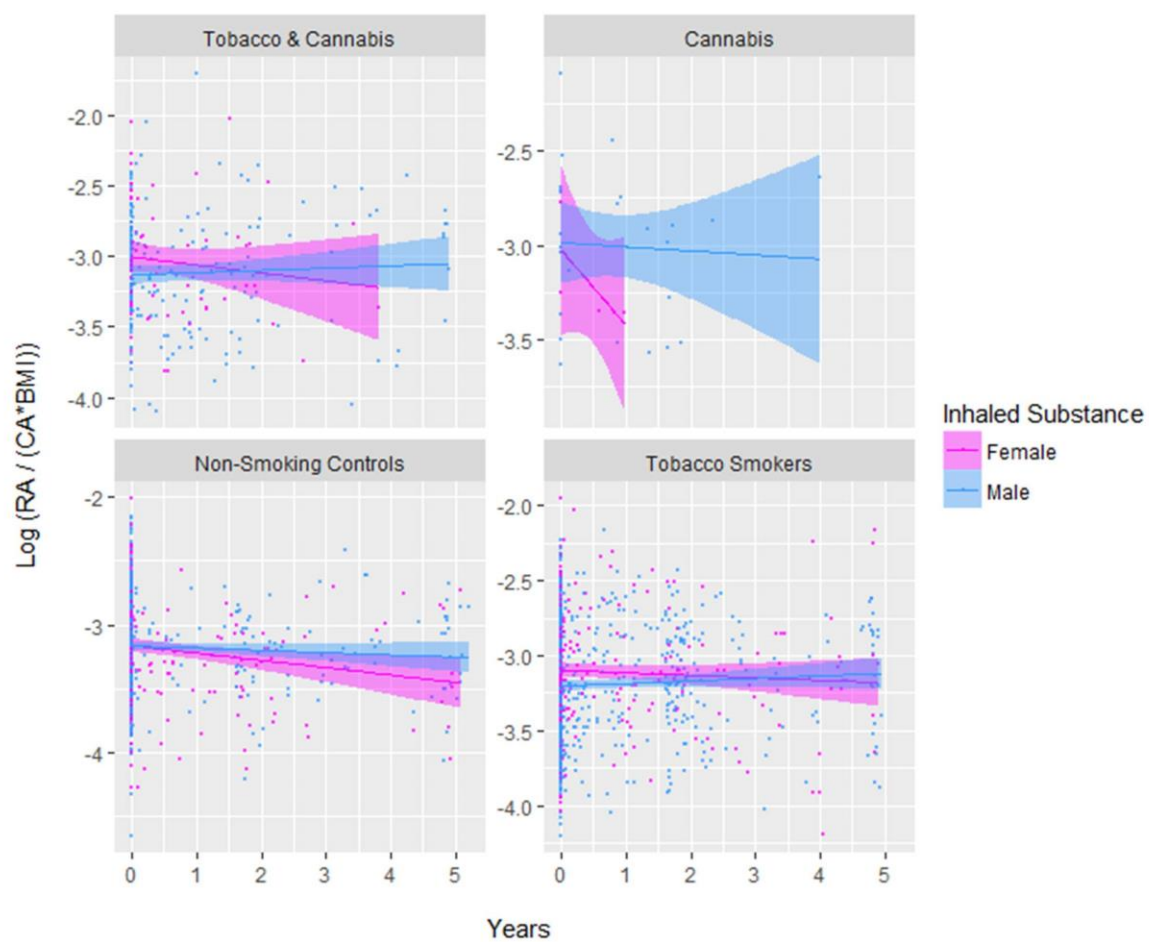 Tobacco & Cannabis
Cannabis
-2.0
-2.5
-3.0
-3.5
-4.0
-2.5
-3.0
-3.5
Log (RA / (CA*BMI))
Inhaled Substance
Female
Male
Non-Smoking Controls
Tobacco Smokers
-2
-3
-4
-2.0
-2.5
-3.0
-3.5
-4.0
0 1 2 3 4 5
0 1 2 3 4 5
Years